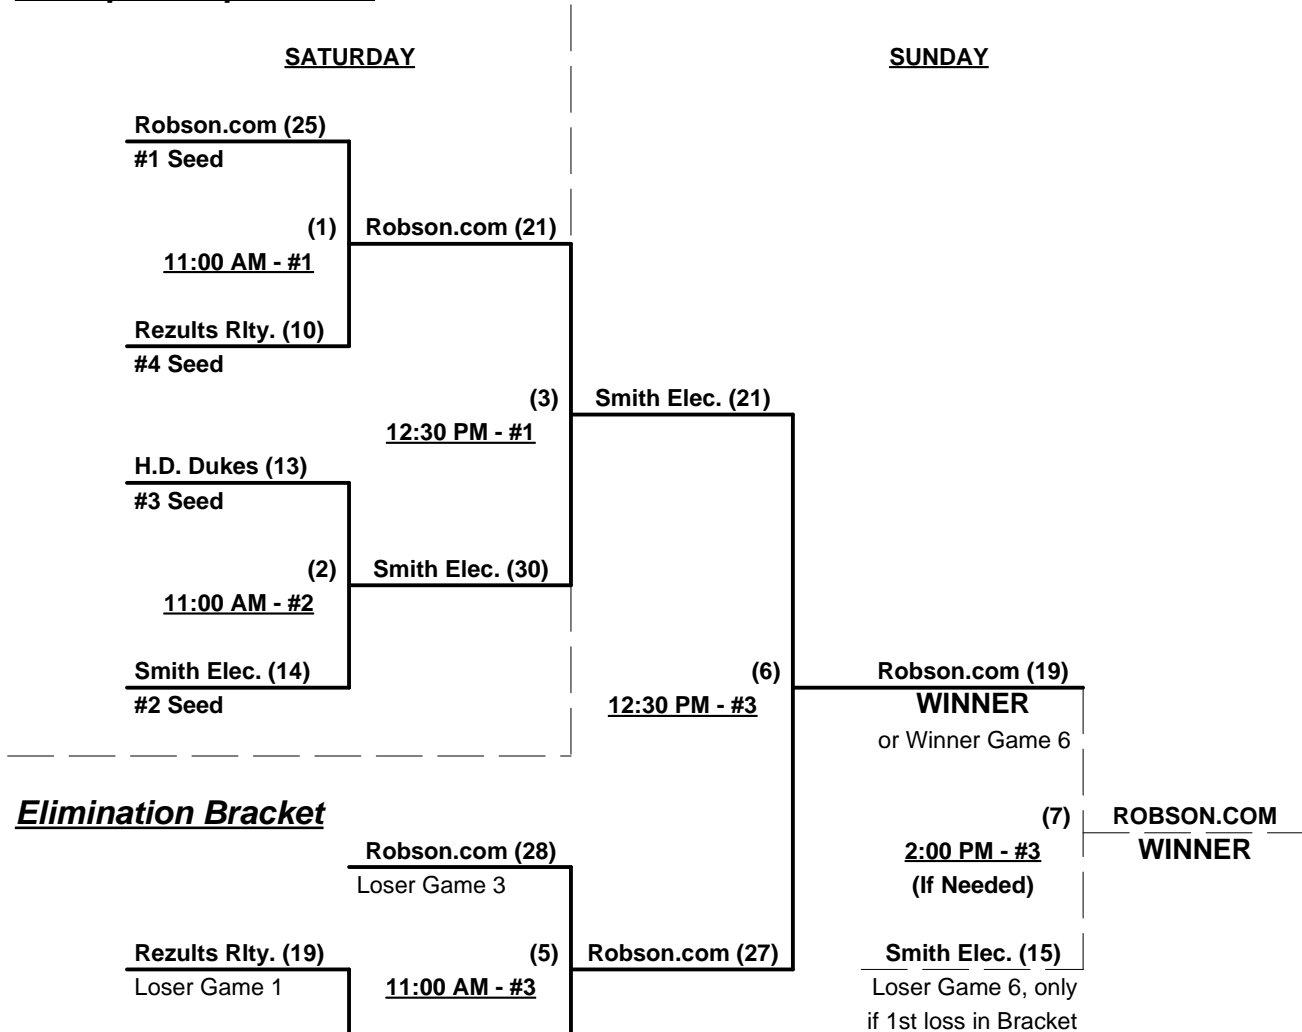 SATURDAY
SUNDAY
Robson.com (25)
#1 Seed
(1)
Robson.com (21)
11:00 AM - #1
Rezults Rlty. (10)
#4 Seed
(3)
Smith Elec. (21)
12:30 PM - #1
H.D. Dukes (13)
#3 Seed
(2)
Smith Elec. (30)
11:00 AM - #2
Smith Elec. (14)
#2 Seed
(6)
Robson.com (19)
12:30 PM - #3
WINNER
or Winner Game 6
Elimination Bracket
(7)
ROBSON.COM
Robson.com (28)
2:00 PM - #3
WINNER
Loser Game 3
(If Needed)
Rezults Rlty. (19)
(5)
Robson.com (27)
Smith Elec. (15)
Loser Game 1
11:00 AM - #3
Loser Game 6, only
if 1st loss in Bracket